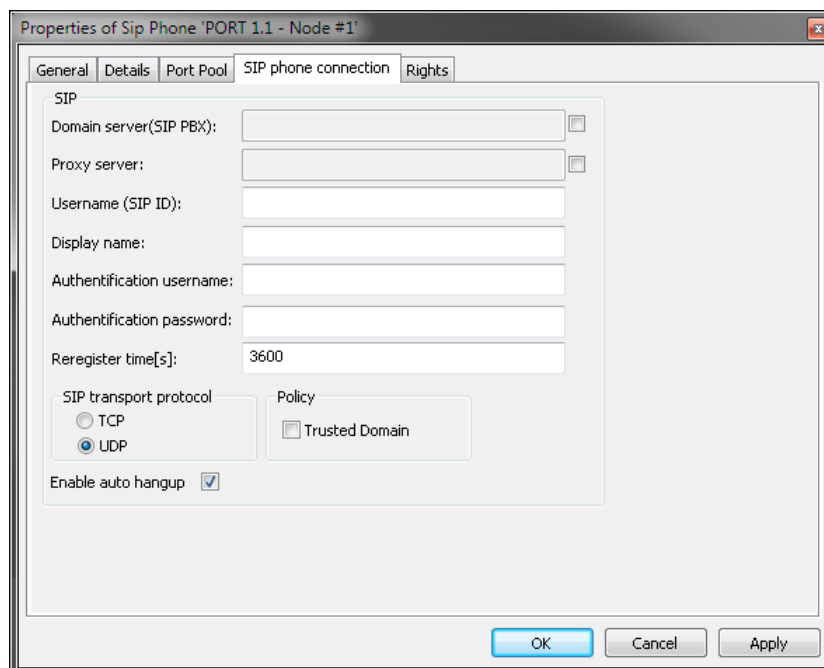 Properties of Sip Phone 'PORT 1.1 - Node #1'
General Details Port Pool SIP phone connection Rights
SIP
Domain server(SIP PBX):
Proxy server:
Username (SIP ID):
Display name:
Authentification username:
Authentification password:
Reregister time[s]: 3600
SIP transport protocol Policy
TCP
Trusted Domain
UDP
Enable auto hangup
OK Cancel Apply